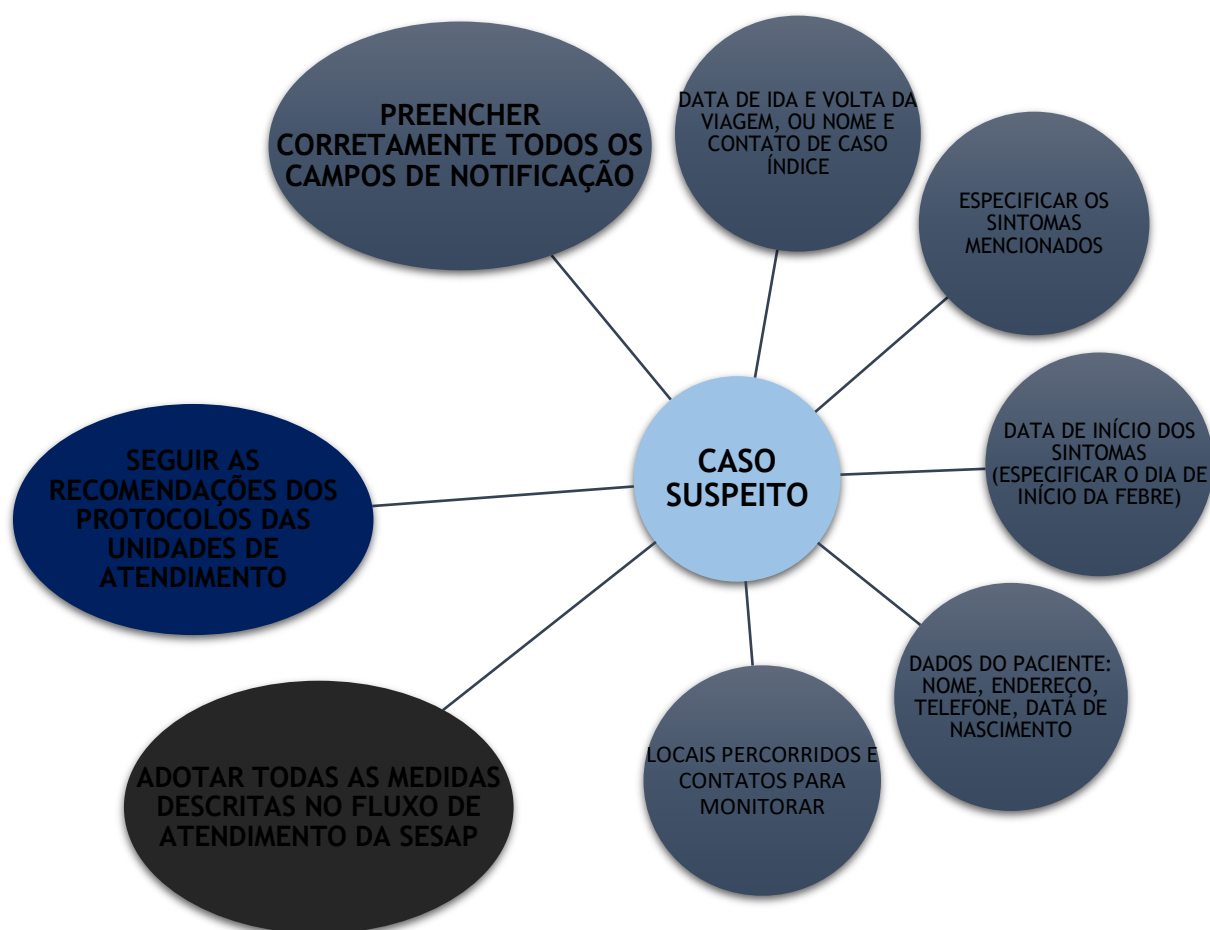 PREENCHER
CORRETAMENTE TODOS OS
CAMPOS DE NOTIFICAÇÃO
DATA DE IDA E VOLTA DA
VIAGEM, OU NOME E
CONTATO DE CASO
ÍNDICE
ESPECIFICAR OS
SINTOMAS
MENCIONADOS
DATA DE INÍCIO DOS
SINTOMAS
(ESPECIFICAR O DIA DE
INÍCIO DA FEBRE)
DADOS DO PACIENTE:
NOME, ENDEREÇO,
TELEFONE, DATA DE
NASCIMENTO
LOCAIS PERCORRIDOS E
CONTATOS PARA
MONITORAR
ADOTAR TODAS AS MEDIDAS
DESCRITAS NO FLUXO DE
ATENDIMENTO DA SESAP
SEGUIR AS
RECOMENDAÇÕES DOS
PROTOCOLOS DAS
UNIDADES DE
ATENDIMENTO
CASO
SUSPEITO